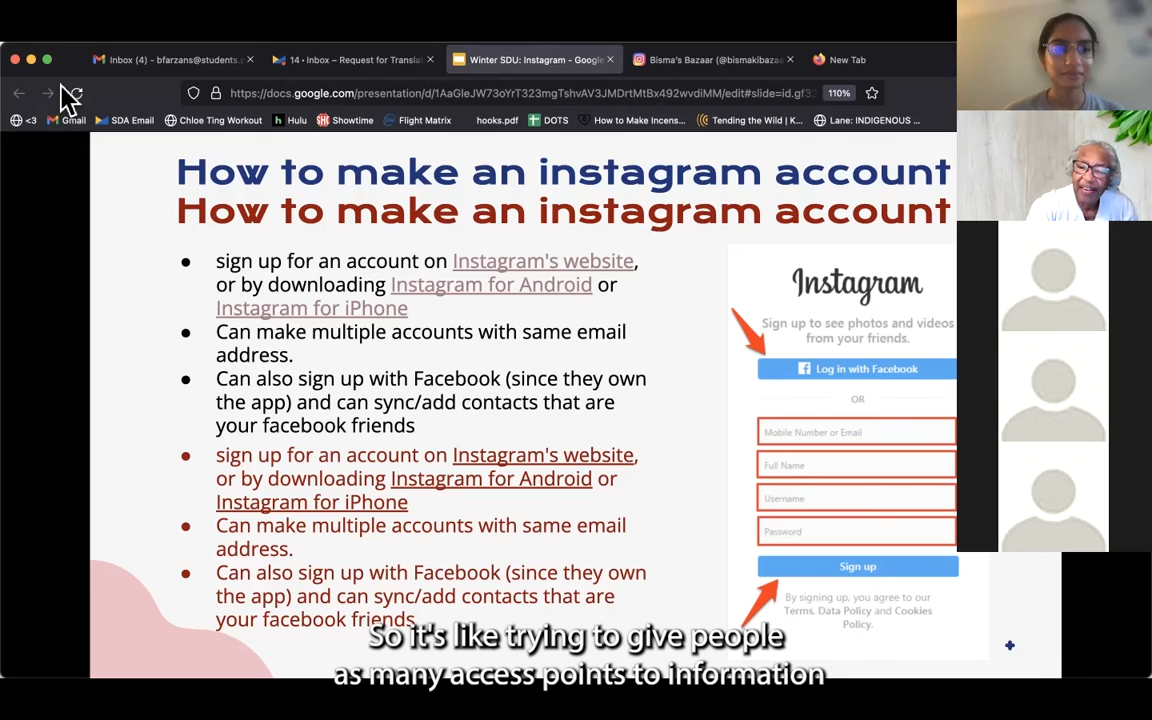 Inbox (4) - bfarzans@students.
14 · Inbox – Request for Transla
Winter SDU: Instagram - Google
Bisma's Bazaar (@bismakibazaa
New Tab
https://docs.google.com/presentation/d/1AaGleJW73oYrT323mgTshvAV3JMDrtMtBx492wvdiMM/edit#slide=id.gf32
110%
<3
Gmail
SDA Email
Chloe Ting Workout
Hulu
Showtime
Flight Matrix
hooks.pdf
DOTS
How to Make Incens...
Tending the Wild | K...
Lane: INDIGENOUS ...
How to make an instagram account
How to make an instagram account
sign up for an account on Instagram's website,
or by downloading Instagram for Android or
Instagram for iPhone
Can make multiple accounts with same email
address.
Can also sign up with Facebook (since they own
the app) and can sync/add contacts that are
your facebook friends
sign up for an account on Instagram's website,
or by downloading Instagram for Android or
Instagram for iPhone
Can make multiple accounts with same email
address.
Can also sign up with Facebook (since they own
the app) and can sync/add contacts that are
your facebook friends
Instagram
Sign up to see photos and videos
from your friends.
Log in with Facebook
OR
Mobile Number or Email
Full Name
Username
Password
Sign up
By signing up, you agree to our
Terms, Data Policy and Cookies
Policy.
So it's like trying to give people
as many access points to information